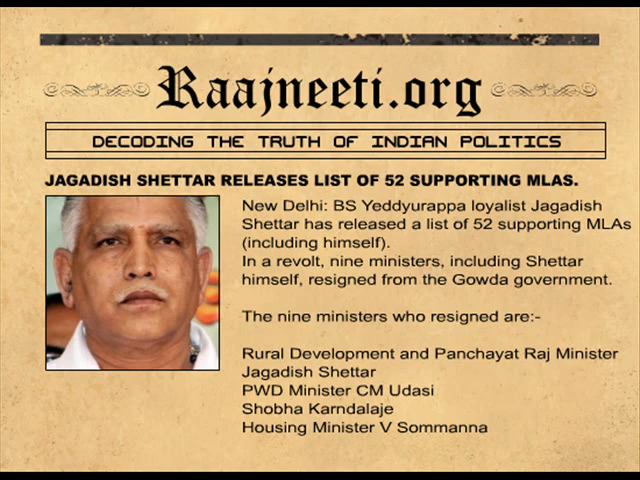 Raajneeti.org
DECODING THE TRUTH OF INDIAN POLITICS
JAGADISH SHETTAR RELEASES LIST OF 52 SUPPORTING MLAS.
New Delhi: BS Yeddyurappa loyalist Jagadish
Shettar has released a list of 52 supporting MLAs
(including himself).
In a revolt, nine ministers, including Shettar
himself, resigned from the Gowda government.
The nine ministers who resigned are:-
Rural Development and Panchayat Raj Minister
Jagadish Shettar
PWD Minister CM Udasi
Shobha Karndalaje
Housing Minister V Sommanna